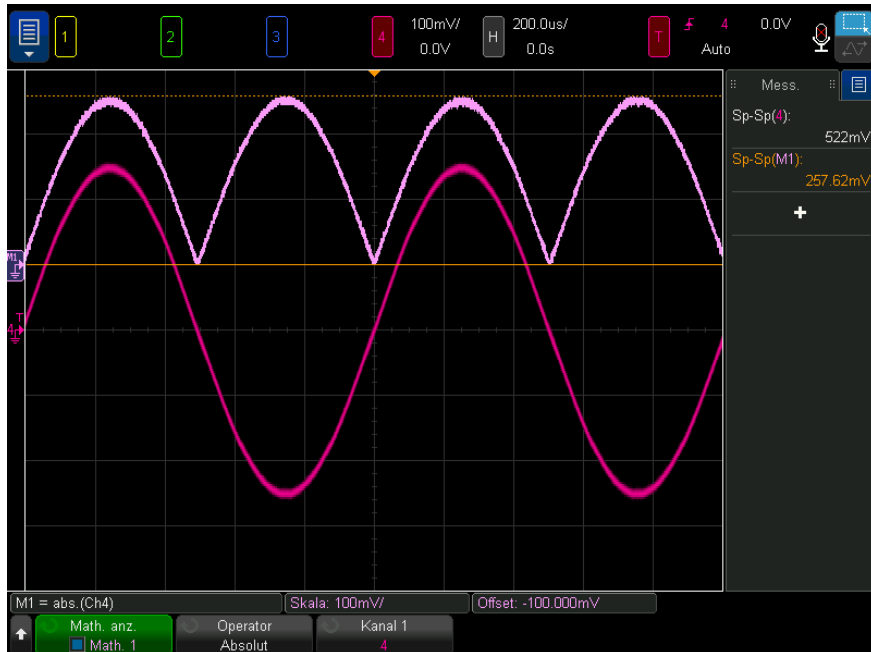 1
2
3
4
100mV/
0.0V
H
200.0us/
0.0s
T
4
0.0V
Auto
Mess.
Sp-Sp(4):
522mV
Sp-Sp(M1):
257.62mV
+
M1
T
4
M1 = abs.(Ch4)
Skala: 100mV/
Offset: -100.000mV
Math. anz.
Math. 1
Operator
Absolut
Kanal 1
4